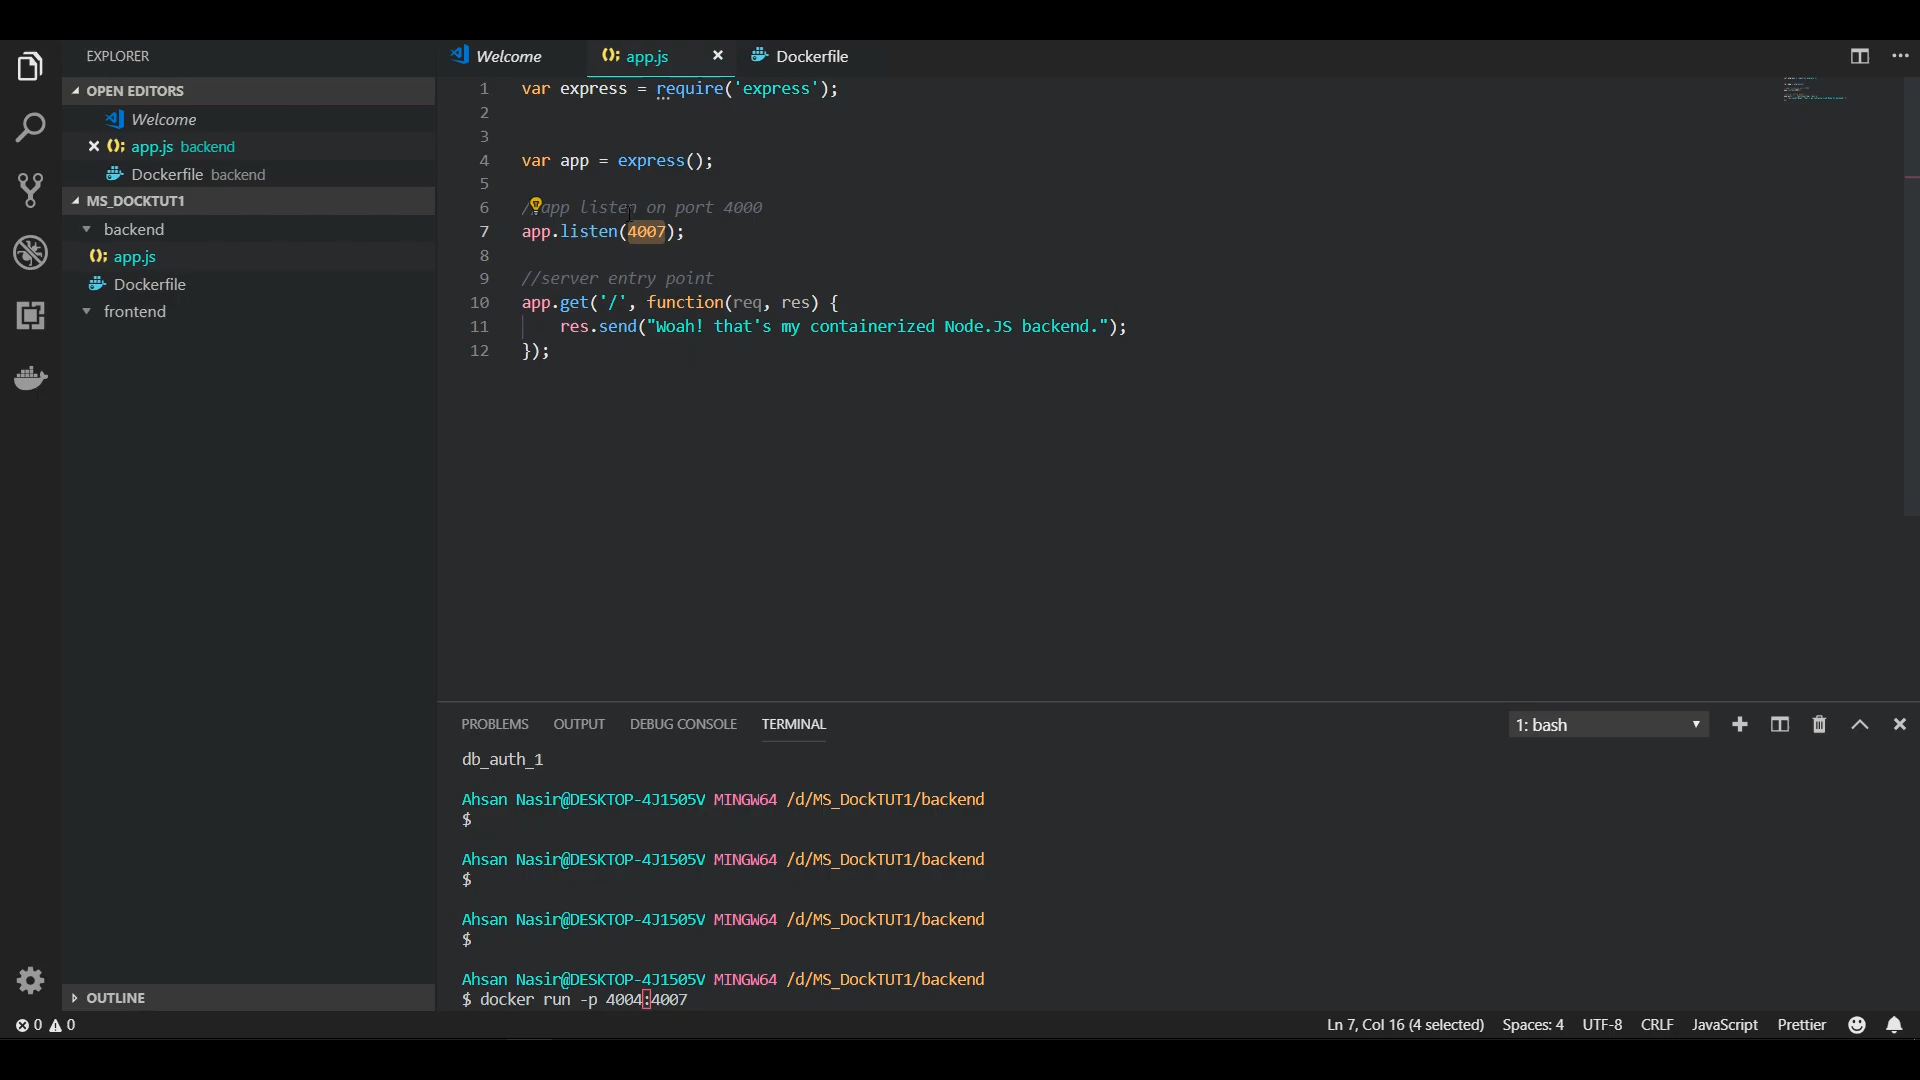 EXPLORER
OPEN EDITORS
Welcome
app.js backend
Dockerfile backend
MS_DOCKTUT1
backend
app.js
Dockerfile
frontend
OUTLINE
Welcome
app.js
Dockerfile
1 var express = require('express');
2
3
4 var app = express();
5
6 //app listen on port 4000
7 app.listen(4007);
8
9 //server entry point
10 app.get('/', function(req, res) {
11 res.send("Woah! that's my containerized Node.JS backend.");
12 });
PROBLEMS OUTPUT DEBUG CONSOLE TERMINAL
1: bash
db_auth_1
Ahsan Nasir@DESKTOP-4J1505V MINGW64 /d/MS_DockTUT1/backend
$
Ahsan Nasir@DESKTOP-4J1505V MINGW64 /d/MS_DockTUT1/backend
$
Ahsan Nasir@DESKTOP-4J1505V MINGW64 /d/MS_DockTUT1/backend
$
Ahsan Nasir@DESKTOP-4J1505V MINGW64 /d/MS_DockTUT1/backend
$ docker run -p 4004:4007
0 0
Ln 7, Col 16 (4 selected) Spaces: 4 UTF-8 CRLF JavaScript Prettier